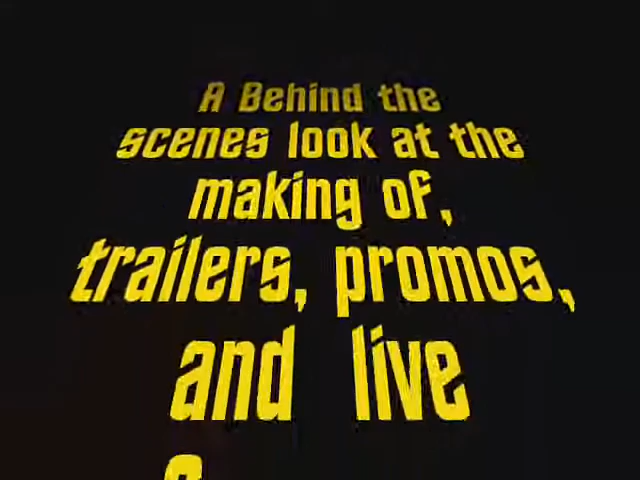 A Behind the
scenes look at the
making of,
trailers, promos,
and live